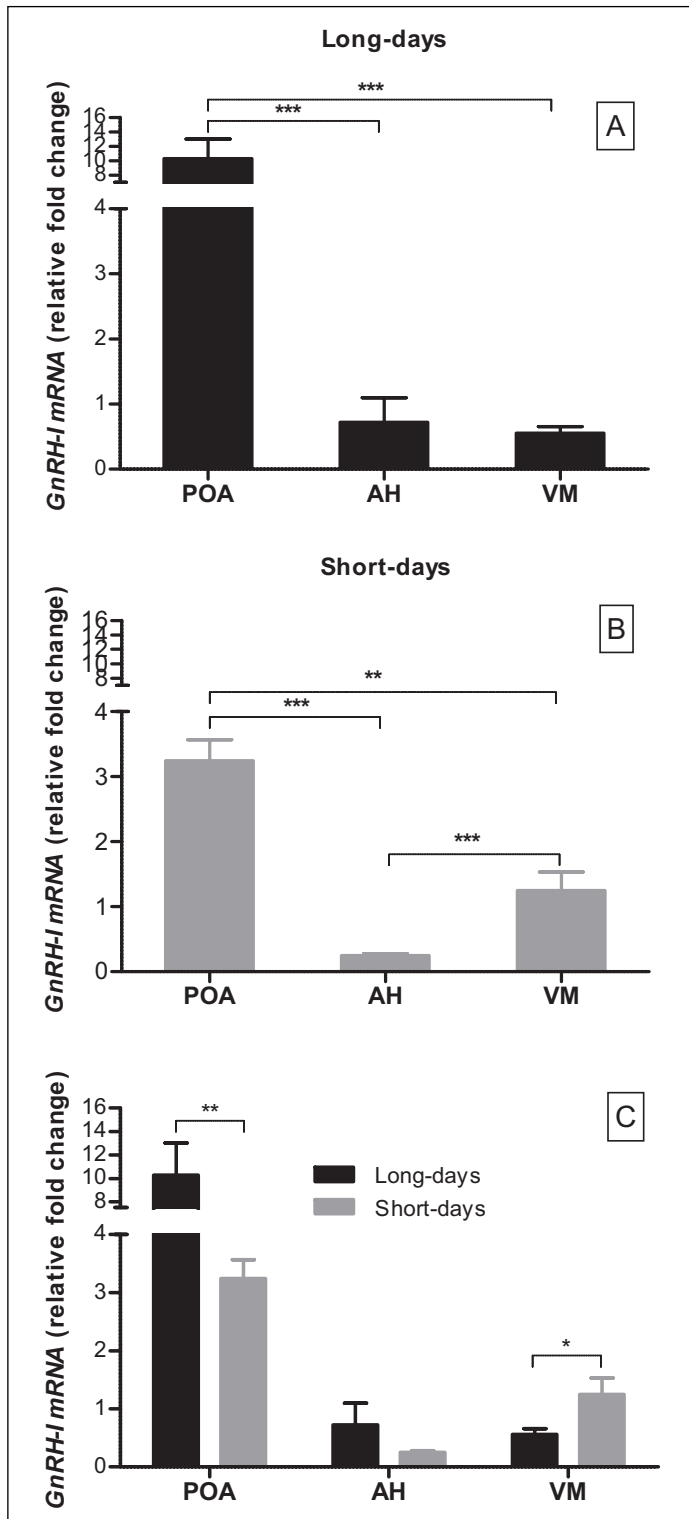 Long-days
A
GnRH-I mRNA (relative fold change)
16
14
12
10
8
4
3
2
1
0
***
***
POA AH VM
Short-days
B
GnRH-I mRNA (relative fold change)
16
14
12
10
8
4
3
2
1
0
**
***
***
POA AH VM
C
GnRH-I mRNA (relative fold change)
16
14
12
10
8
4
3
2
1
0
**
Long-days
Short-days
*
POA AH VM